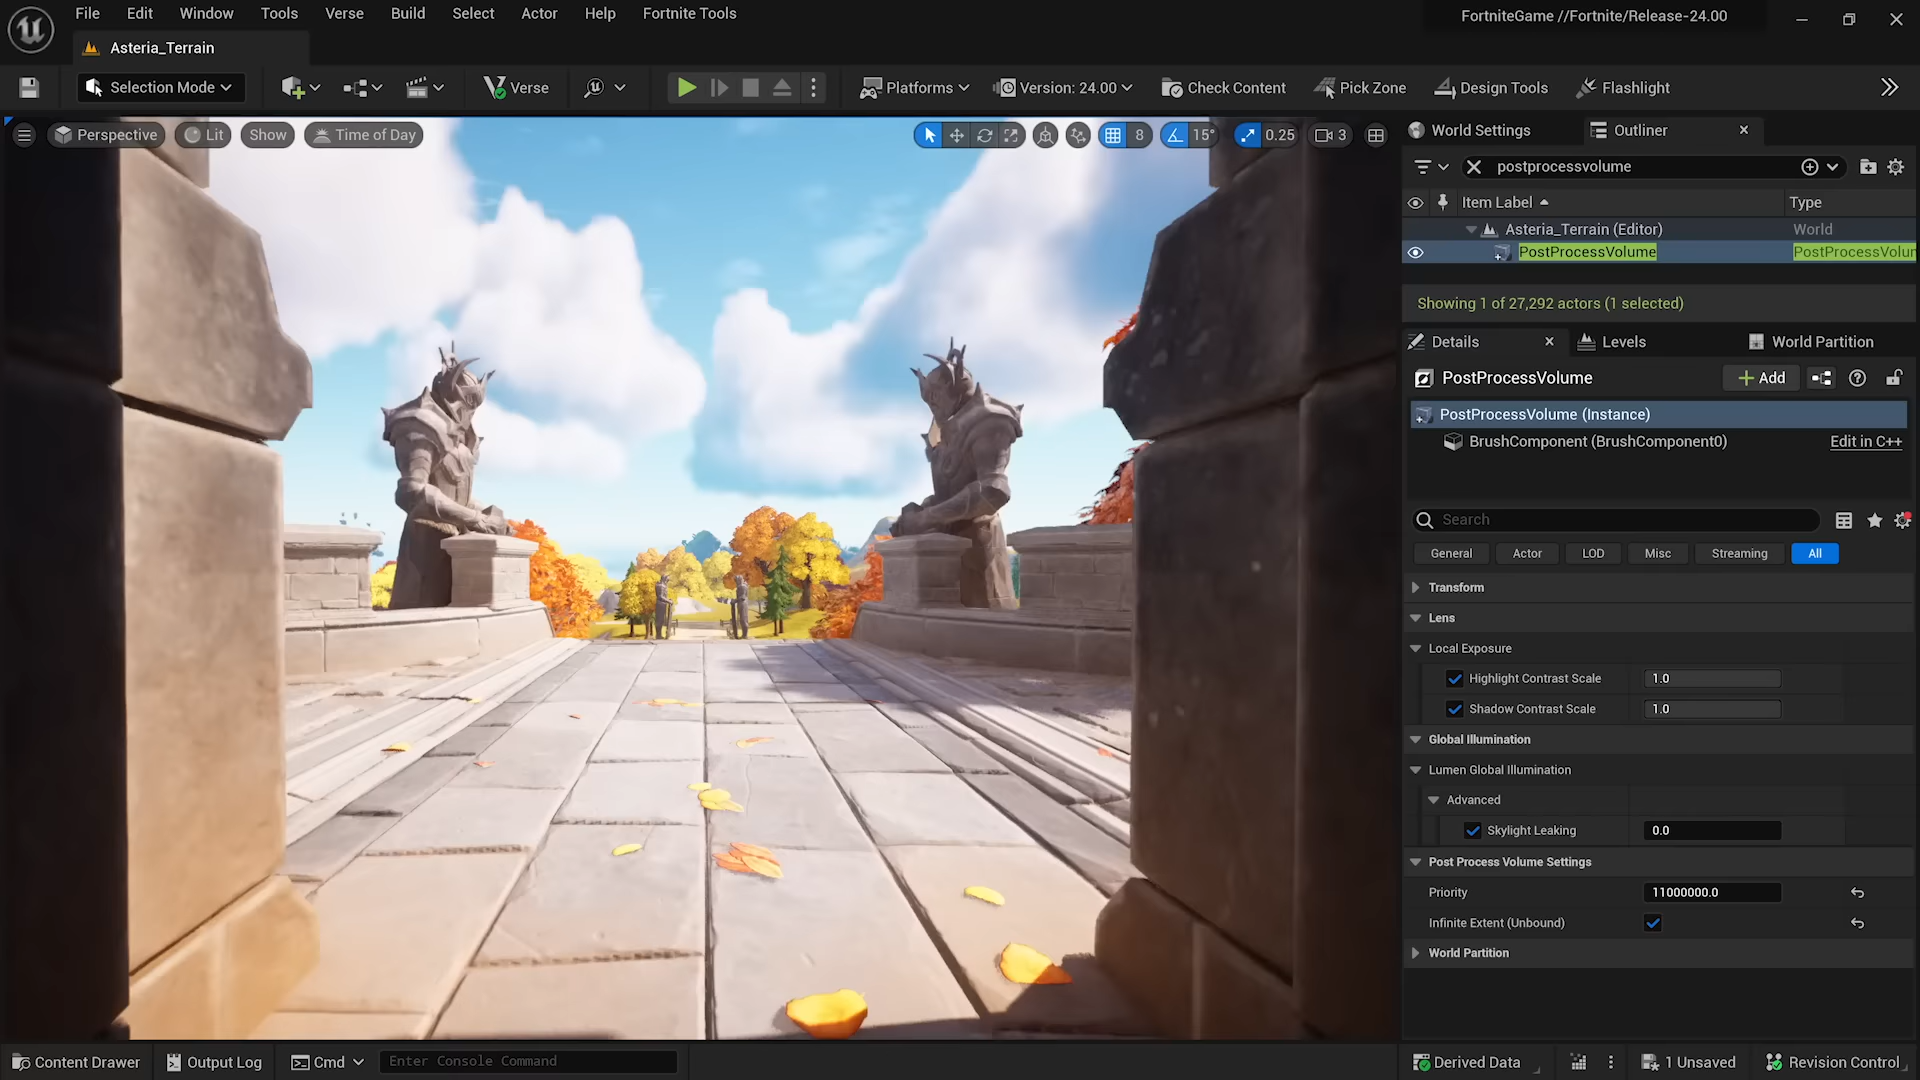 File Edit Window Tools Verse Build Select Actor Help Fortnite Tools
FortniteGame //Fortnite/Release-24.00
Asteria_Terrain
Selection Mode
Verse
Platforms
Version: 24.00
Check Content
Pick Zone
Design Tools
Flashlight
Perspective
Lit
Show
Time of Day
8
15°
0.25
3
World Settings
Outliner
postprocessvolume
Item Label
Type
Asteria_Terrain (Editor)
World
PostProcessVolume
PostProcessVolum
Showing 1 of 27,292 actors (1 selected)
Details
Levels
World Partition
PostProcessVolume
Add
PostProcessVolume (Instance)
BrushComponent (BrushComponent0)
Edit in C++
Search
General
Actor
LOD
Misc
Streaming
All
Transform
Lens
Local Exposure
Highlight Contrast Scale
1.0
Shadow Contrast Scale
1.0
Global Illumination
Lumen Global Illumination
Advanced
Skylight Leaking
0.0
Post Process Volume Settings
Priority
11000000.0
Infinite Extent (Unbound)
World Partition
Content Drawer
Output Log
Cmd
Enter Console Command
Derived Data
1 Unsaved
Revision Control